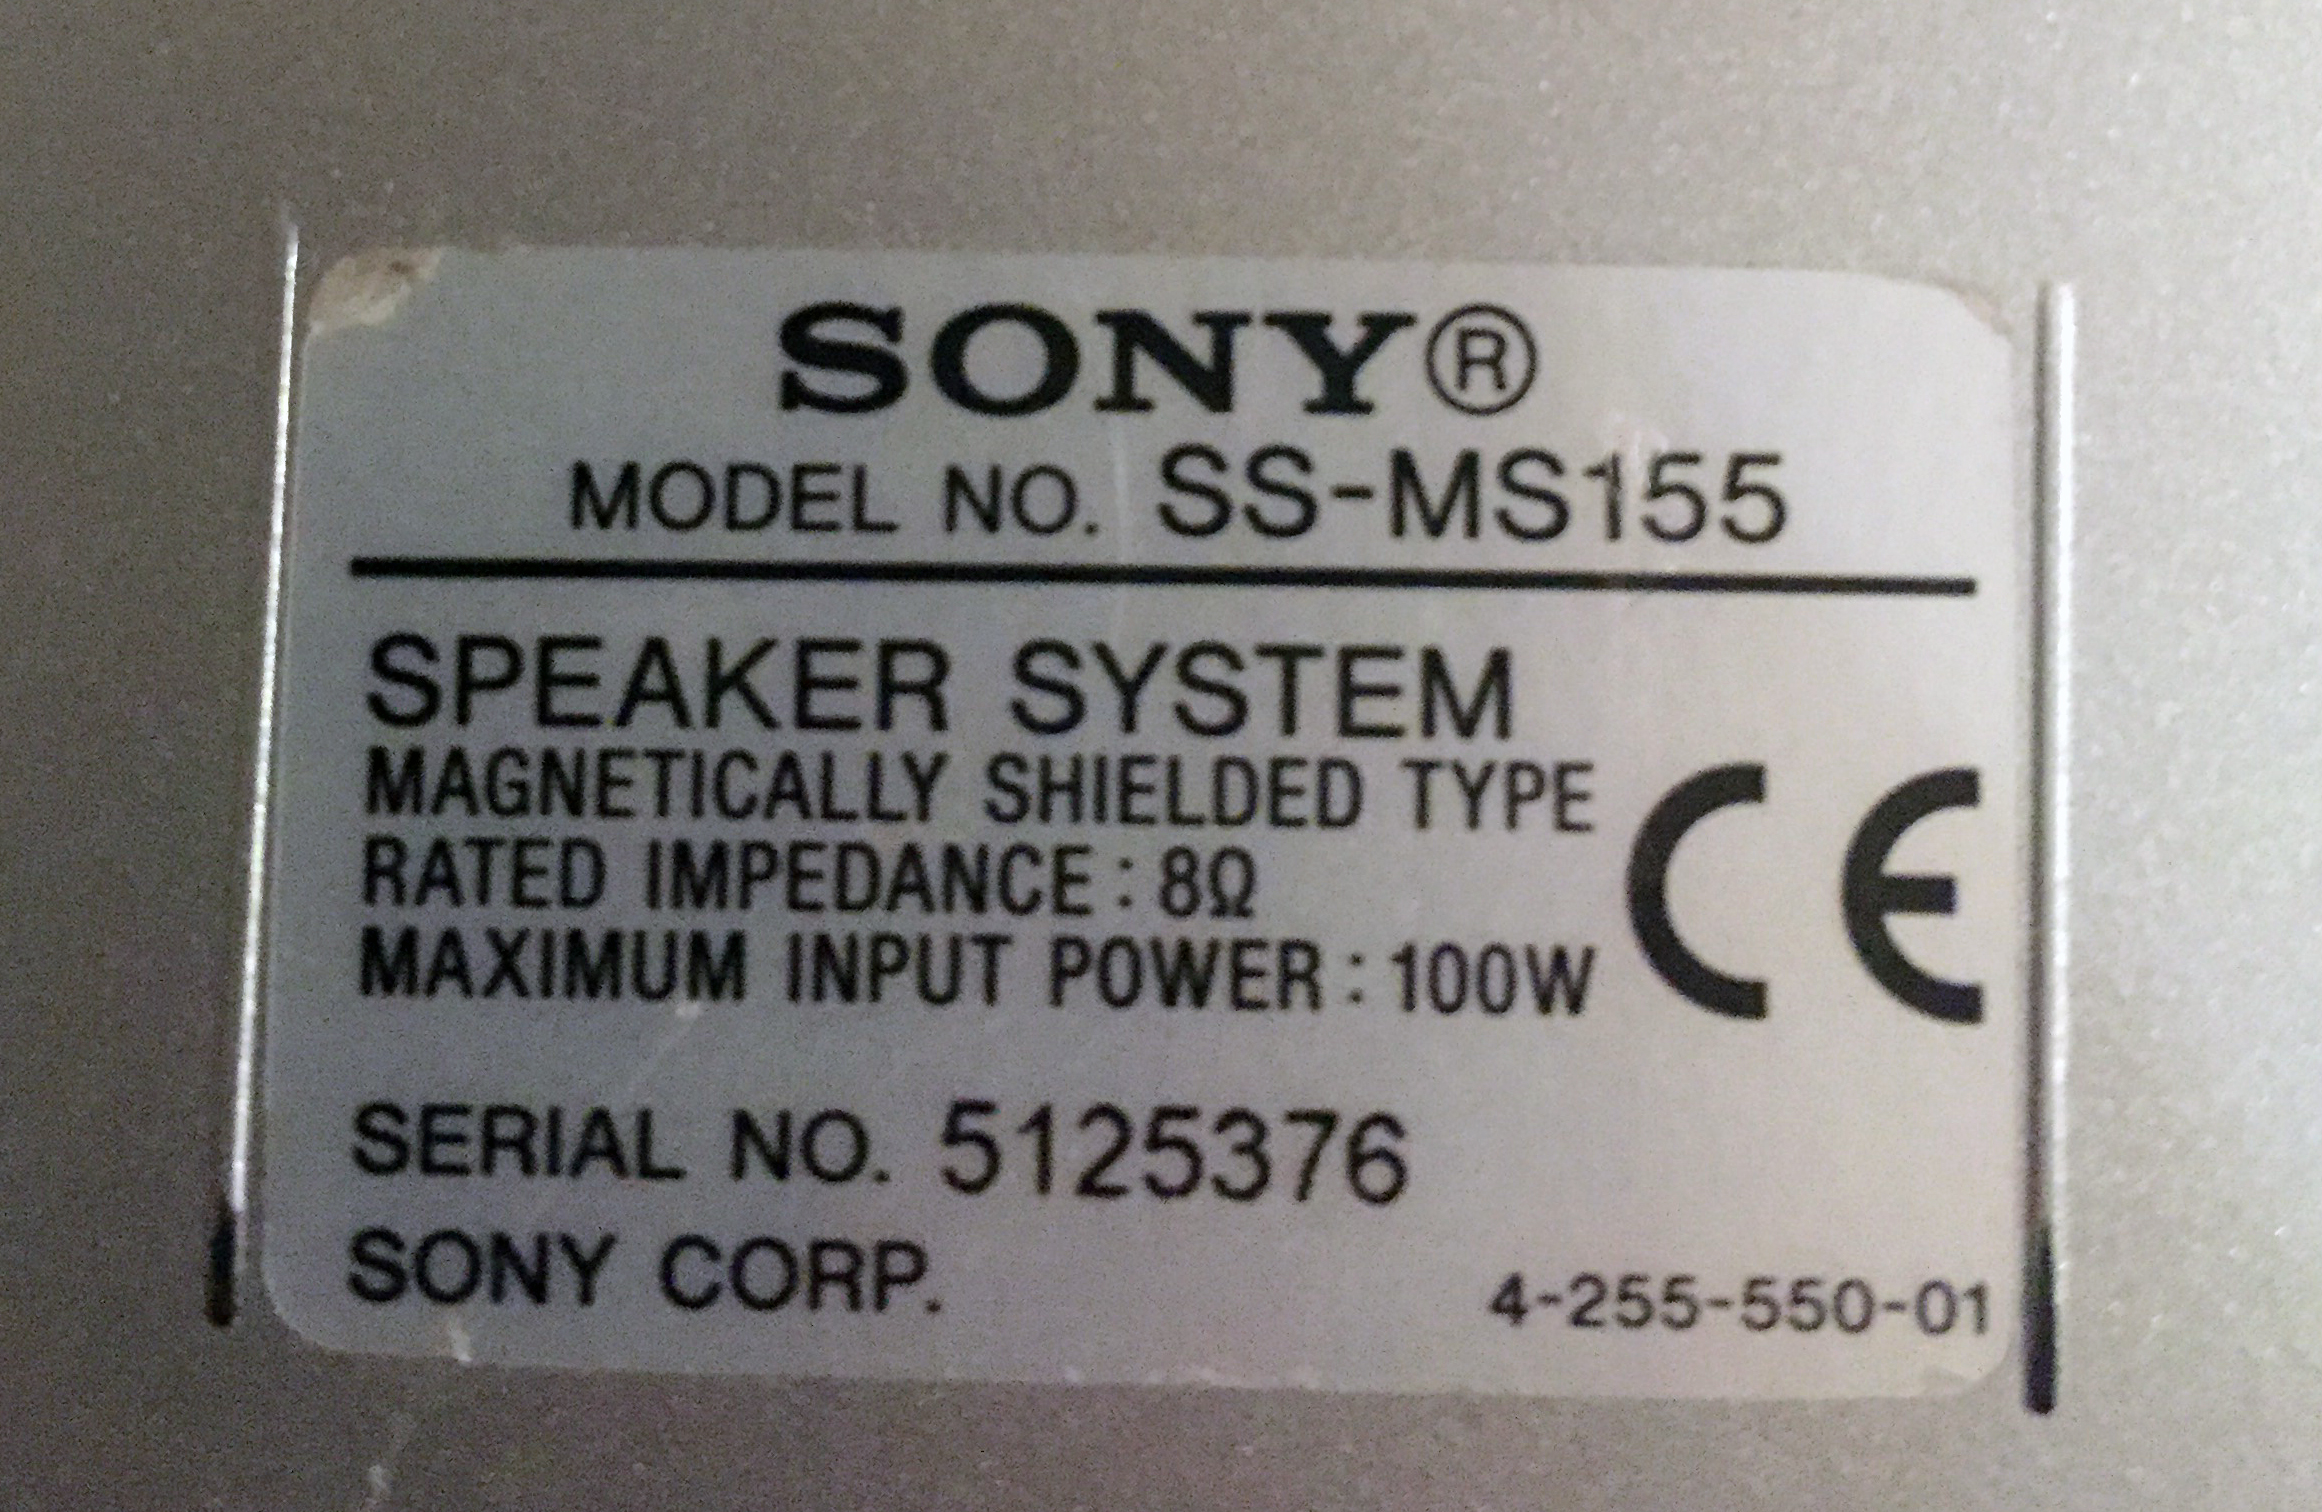 SONY®
MODEL NO. SS-MS155
SPEAKER SYSTEM
MAGNETICALLY SHIELDED TYPE
RATED IMPEDANCE : 8Ω
MAXIMUM INPUT POWER : 100W
CE
SERIAL NO. 5125376
SONY CORP.
4-255-550-01